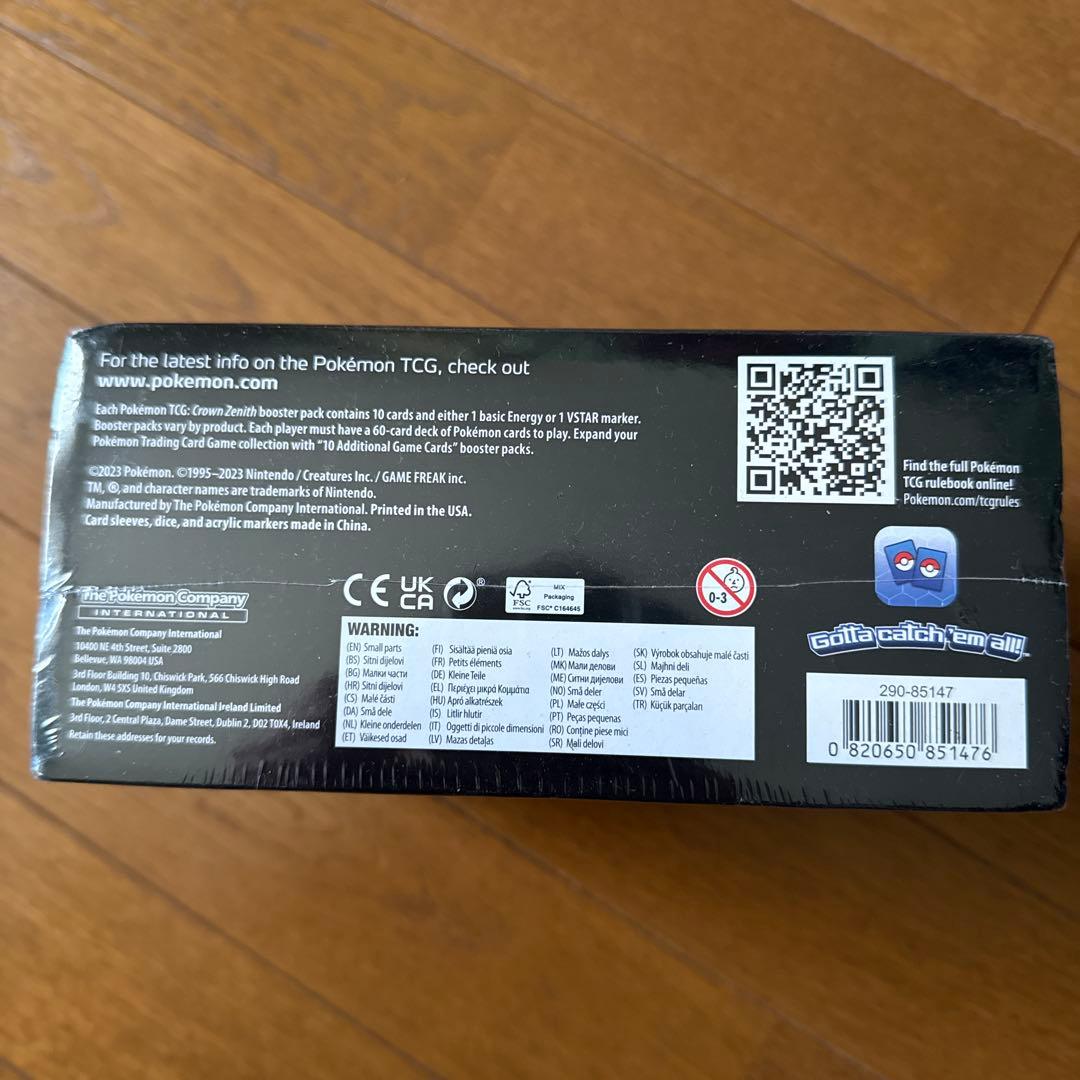 For the latest info on the Pokémon TCG, check out
www.pokemon.com
Each Pokémon TCG: Crown Zenith booster pack contains 10 cards and either 1 basic Energy or 1 VSTAR marker.
Booster packs vary by product. Each player must have a 60-card deck of Pokémon cards to play. Expand your
Pokémon Trading Card Game collection with “10 Additional Game Cards” booster packs.
©2023 Pokémon. ©1995–2023 Nintendo / Creatures Inc. / GAME FREAK inc.
TM, ®, and character names are trademarks of Nintendo.
Manufactured by The Pokémon Company International. Printed in the USA.
Card sleeves, dice, and acrylic markers made in China.
Find the full Pokémon
TCG rulebook online!
Pokemon.com/tcgrules
The Pokémon Company
INTERNATIONAL
The Pokémon Company International
10400 NE 4th Street, Suite 2800
Bellevue, WA 98004 USA
3rd Floor Building 10, Chiswick Park, 566 Chiswick High Road
London, W4 5XS United Kingdom
The Pokémon Company International Ireland Limited
3rd Floor, 2 Central Plaza, Dame Street, Dublin 2, D02 T0X4, Ireland
Retain these addresses for your records.
CE
UK
CA
®
FSC
MIX
Packaging
FSC® C164645
0-3
WARNING:
(EN) Small parts
(BS) Sitni dijelovi
(BG) Малки части
(HR) Sitni dijelovi
(CS) Malé části
(DA) Små dele
(NL) Kleine onderdelen
(ET) Väikesed osad
(FI) Sisältää pieniä osia
(FR) Petits éléments
(DE) Kleine Teile
(EL) Περιέχει μικρά Κομμάτια
(HU) Apró alkatrészek
(IS) Litlir hlutir
(IT) Oggetti di piccole dimensioni
(LV) Mazas detaļas
(LT) Mažos dalys
(MK) Мали делови
(ME) Ситни дијелови
(NO) Små deler
(PL) Małe części
(PT) Peças pequenas
(RO) Conține piese mici
(SR) Mali delovi
(SK) Výrobok obsahuje malé časti
(SL) Majhni deli
(ES) Piezas pequeñas
(SV) Små delar
(TR) Küçük parçaları
Gotta catch 'em all!
290-85147
0 820650 851476